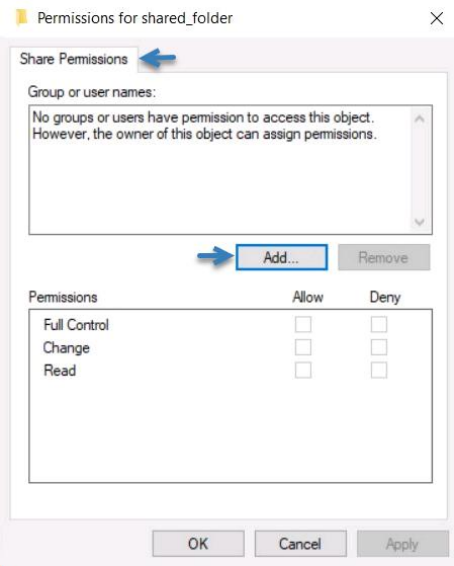 Permissions for shared_folder
Share Permissions
Group or user names:
No groups or users have permission to access this object.
However, the owner of this object can assign permissions.
Add... Remove
Permissions Allow Deny
Full Control
Change
Read
OK Cancel Apply